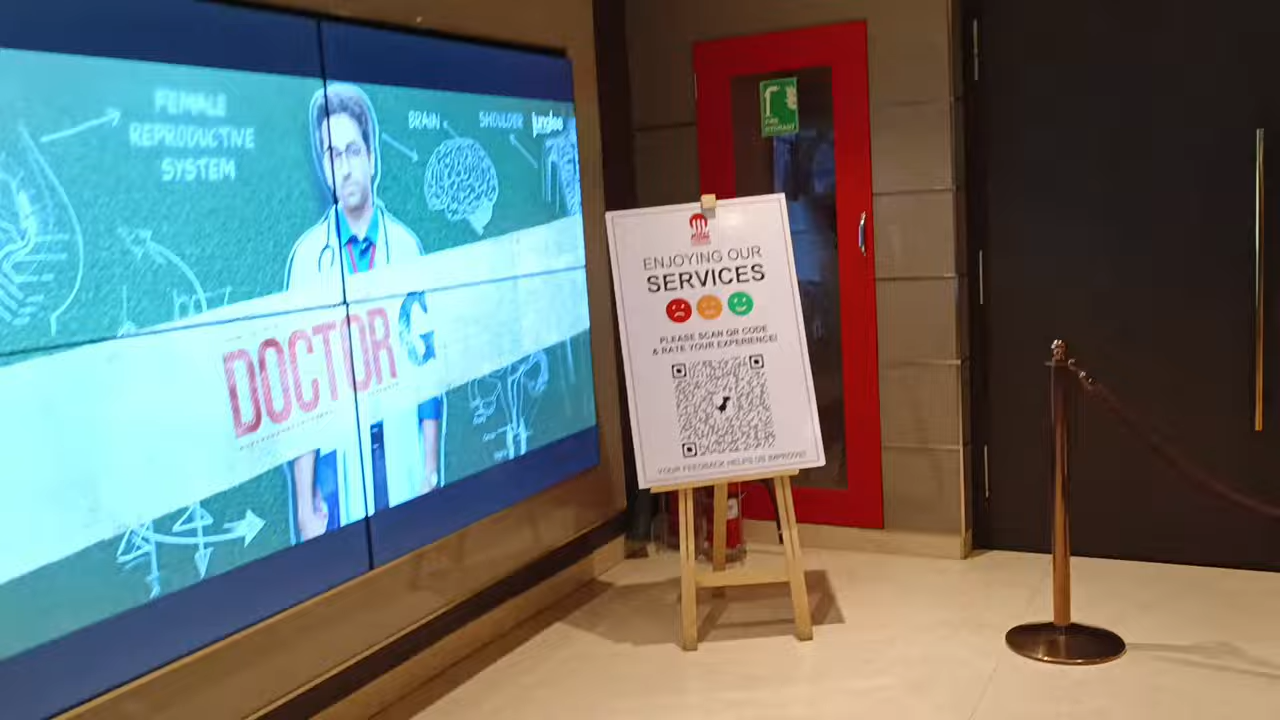 FEMALE
REPRODUCTIVE
SYSTEM
BRAIN
SHOULDER
junglee
DOCTOR G
FIRE
HYDRANT
ENJOYING OUR
SERVICES
PLEASE SCAN QR CODE
& RATE YOUR EXPERIENCE!
YOUR FEEDBACK HELPS US IMPROVE!